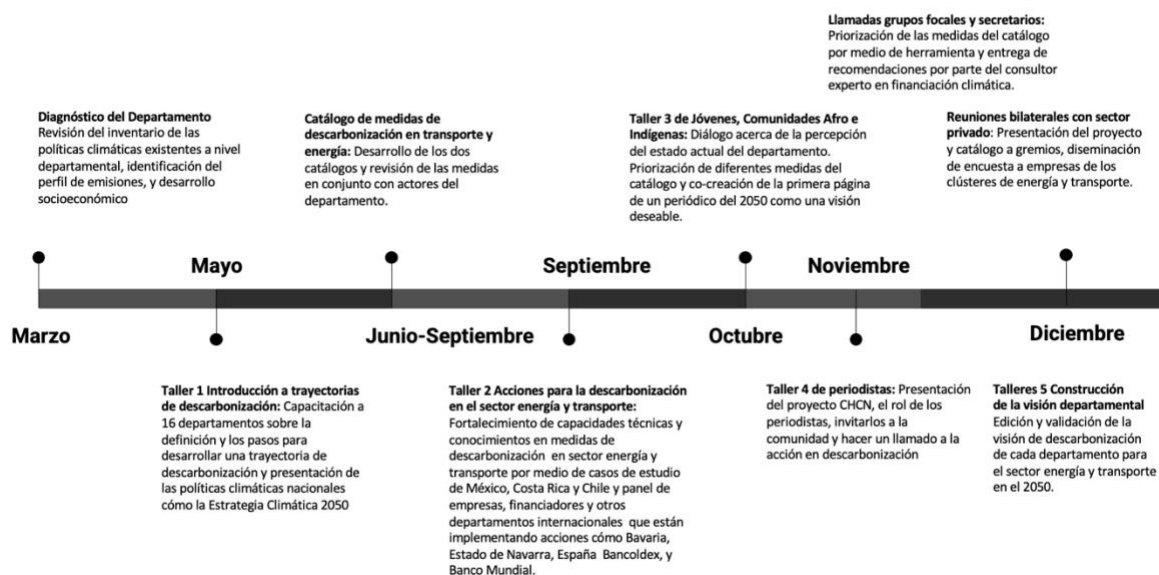 Llamadas grupos focales y secretarios:
Priorización de las medidas del catálogo
por medio de herramienta y entrega de
recomendaciones por parte del consultor
experto en financiación climática.
Diagnóstico del Departamento
Revisión del inventario de las
políticas climáticas existentes a nivel
departamental, identificación del
perfil de emisiones, y desarrollo
socioeconómico
Catálogo de medidas de
descarbonización en transporte y
energía: Desarrollo de los dos
catálogos y revisión de las medidas
en conjunto con actores del
departamento.
Taller 3 de Jóvenes, Comunidades Afro e
Indígenas: Diálogo acerca de la percepción
del estado actual del departamento.
Priorización de diferentes medidas del
catálogo y co-creación de la primera página
de un periódico del 2050 como una visión
deseable.
Reuniones bilaterales con sector
privado: Presentación del proyecto
y catálogo a gremios, diseminación
de encuesta a empresas de los
clústeres de energía y transporte.
Mayo
Septiembre
Noviembre
Marzo
Junio-Septiembre
Octubre
Diciembre
Taller 1 Introducción a trayectorias
de descarbonización: Capacitación a
16 departamentos sobre la
definición y los pasos para
desarrollar una trayectoria de
descarbonización y presentación de
las políticas climáticas nacionales
cómo la Estrategia Climática 2050
Taller 2 Acciones para la descarbonización
en el sector energía y transporte:
Fortalecimiento de capacidades técnicas y
conocimientos en medidas de
descarbonización en sector energía y
transporte por medio de casos de estudio
de México, Costa Rica y Chile y panel de
empresas, financiadores y otros
departamentos internacionales que están
implementando acciones cómo Bavaria,
Estado de Navarra, España Bancoldex, y
Banco Mundial.
Taller 4 de periodistas: Presentación
del proyecto CHCN, el rol de los
periodistas, invitarlos a la
comunidad y hacer un llamado a la
acción en descarbonización
Talleres 5 Construcción
de la visión departamental
Edición y validación de la
visión de descarbonización
de cada departamento para
el sector energía y transporte
en el 2050.